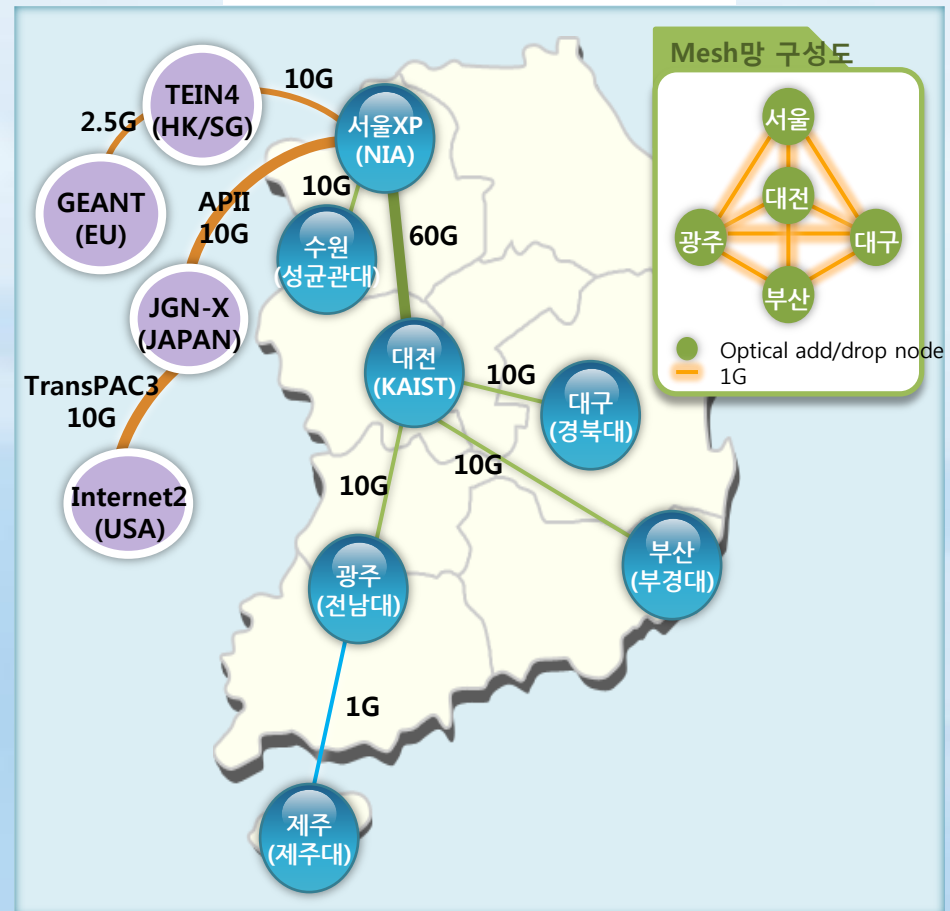 Mesh망 구성도
서울
대전
광주
대구
부산
Optical add/drop node
1G
10G
TEIN4
(HK/SG)
2.5G
서울XP
(NIA)
GEANT
(EU)
APII
10G
10G
수원
(성균관대)
60G
JGN-X
(JAPAN)
대전
(KAIST)
TransPAC3
10G
10G
대구
(경북대)
10G
10G
Internet2
(USA)
부산
(부경대)
광주
(전남대)
1G
제주
(제주대)